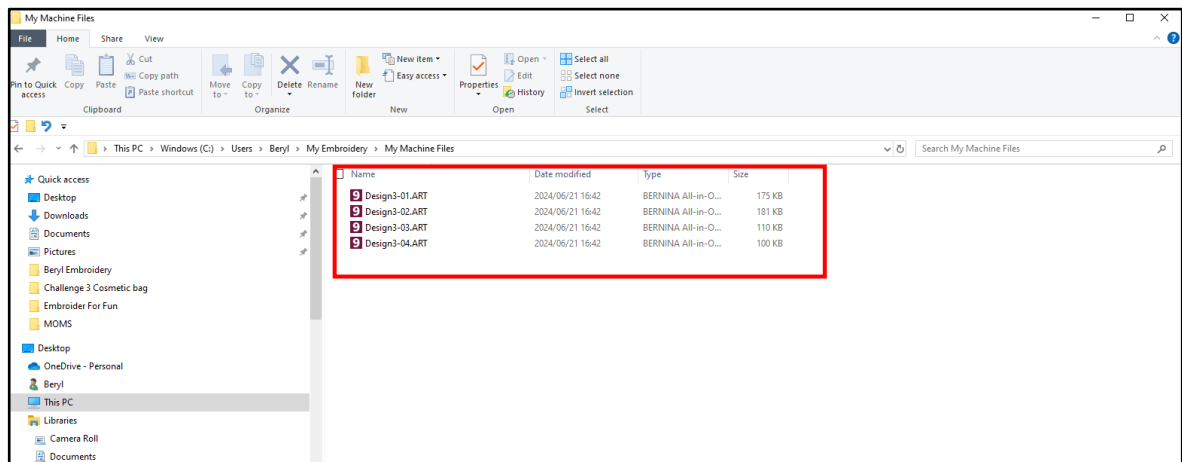 My Machine Files
File Home Share View
Pin to Quick access
Copy
Paste
Cut
Copy path
Paste shortcut
Clipboard
Move to
Copy to
Delete
Rename
Organize
New folder
New item
Easy access
New
Properties
Open
Edit
History
Open
Select all
Select none
Invert selection
Select
This PC > Windows (C:) > Users > Beryl > My Embroidery > My Machine Files
Search My Machine Files
Quick access
Desktop
Downloads
Documents
Pictures
Beryl Embroidery
Challenge 3 Cosmetic bag
Embroider For Fun
MOMS
Desktop
OneDrive - Personal
Beryl
This PC
Libraries
Camera Roll
Documents
Name Date modified Type Size
9 Design3-01.ART 2024/06/21 16:42 BERNINA All-in-O... 175 KB
9 Design3-02.ART 2024/06/21 16:42 BERNINA All-in-O... 181 KB
9 Design3-03.ART 2024/06/21 16:42 BERNINA All-in-O... 110 KB
9 Design3-04.ART 2024/06/21 16:42 BERNINA All-in-O... 100 KB